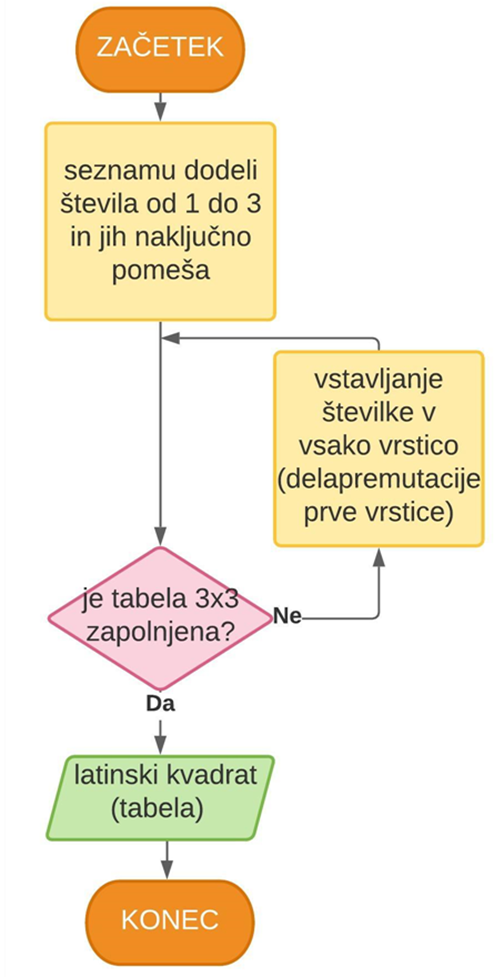 ZAČETEK
seznamu dodeli
števila od 1 do 3
in jih naključno
pomeša
vstavljanje
številke v
vsako vrstico
(delapremutacije
prve vrstice)
je tabela 3x3
zapolnjena?
Ne
Da
latinski kvadrat
(tabela)
KONEC